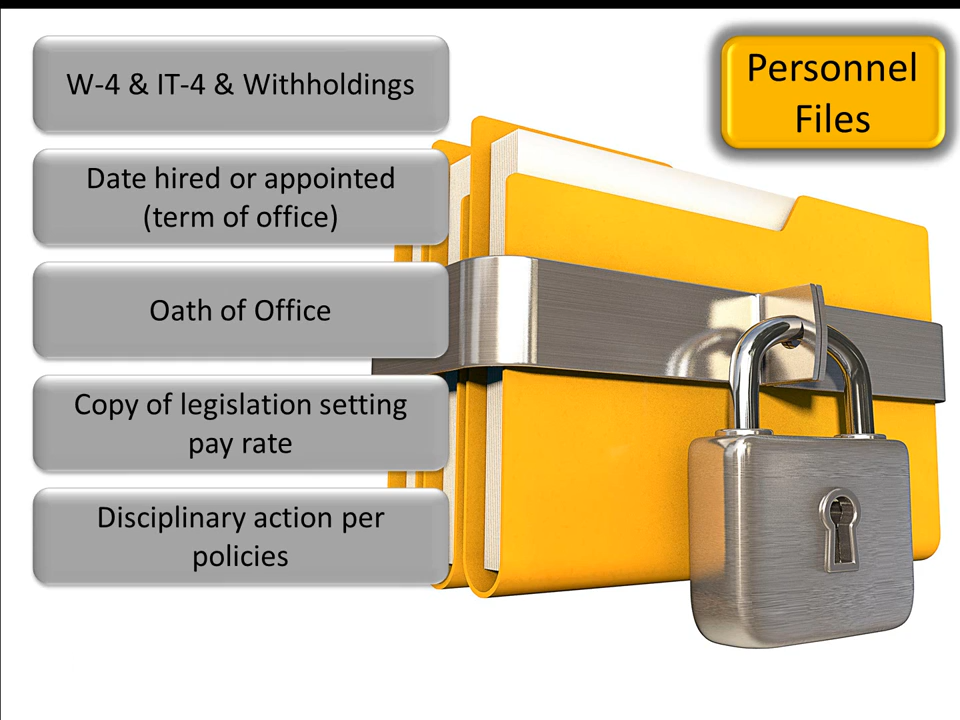 Personnel
Files
W-4 & IT-4 & Withholdings
Date hired or appointed
(term of office)
Oath of Office
Copy of legislation setting
pay rate
Disciplinary action per
policies